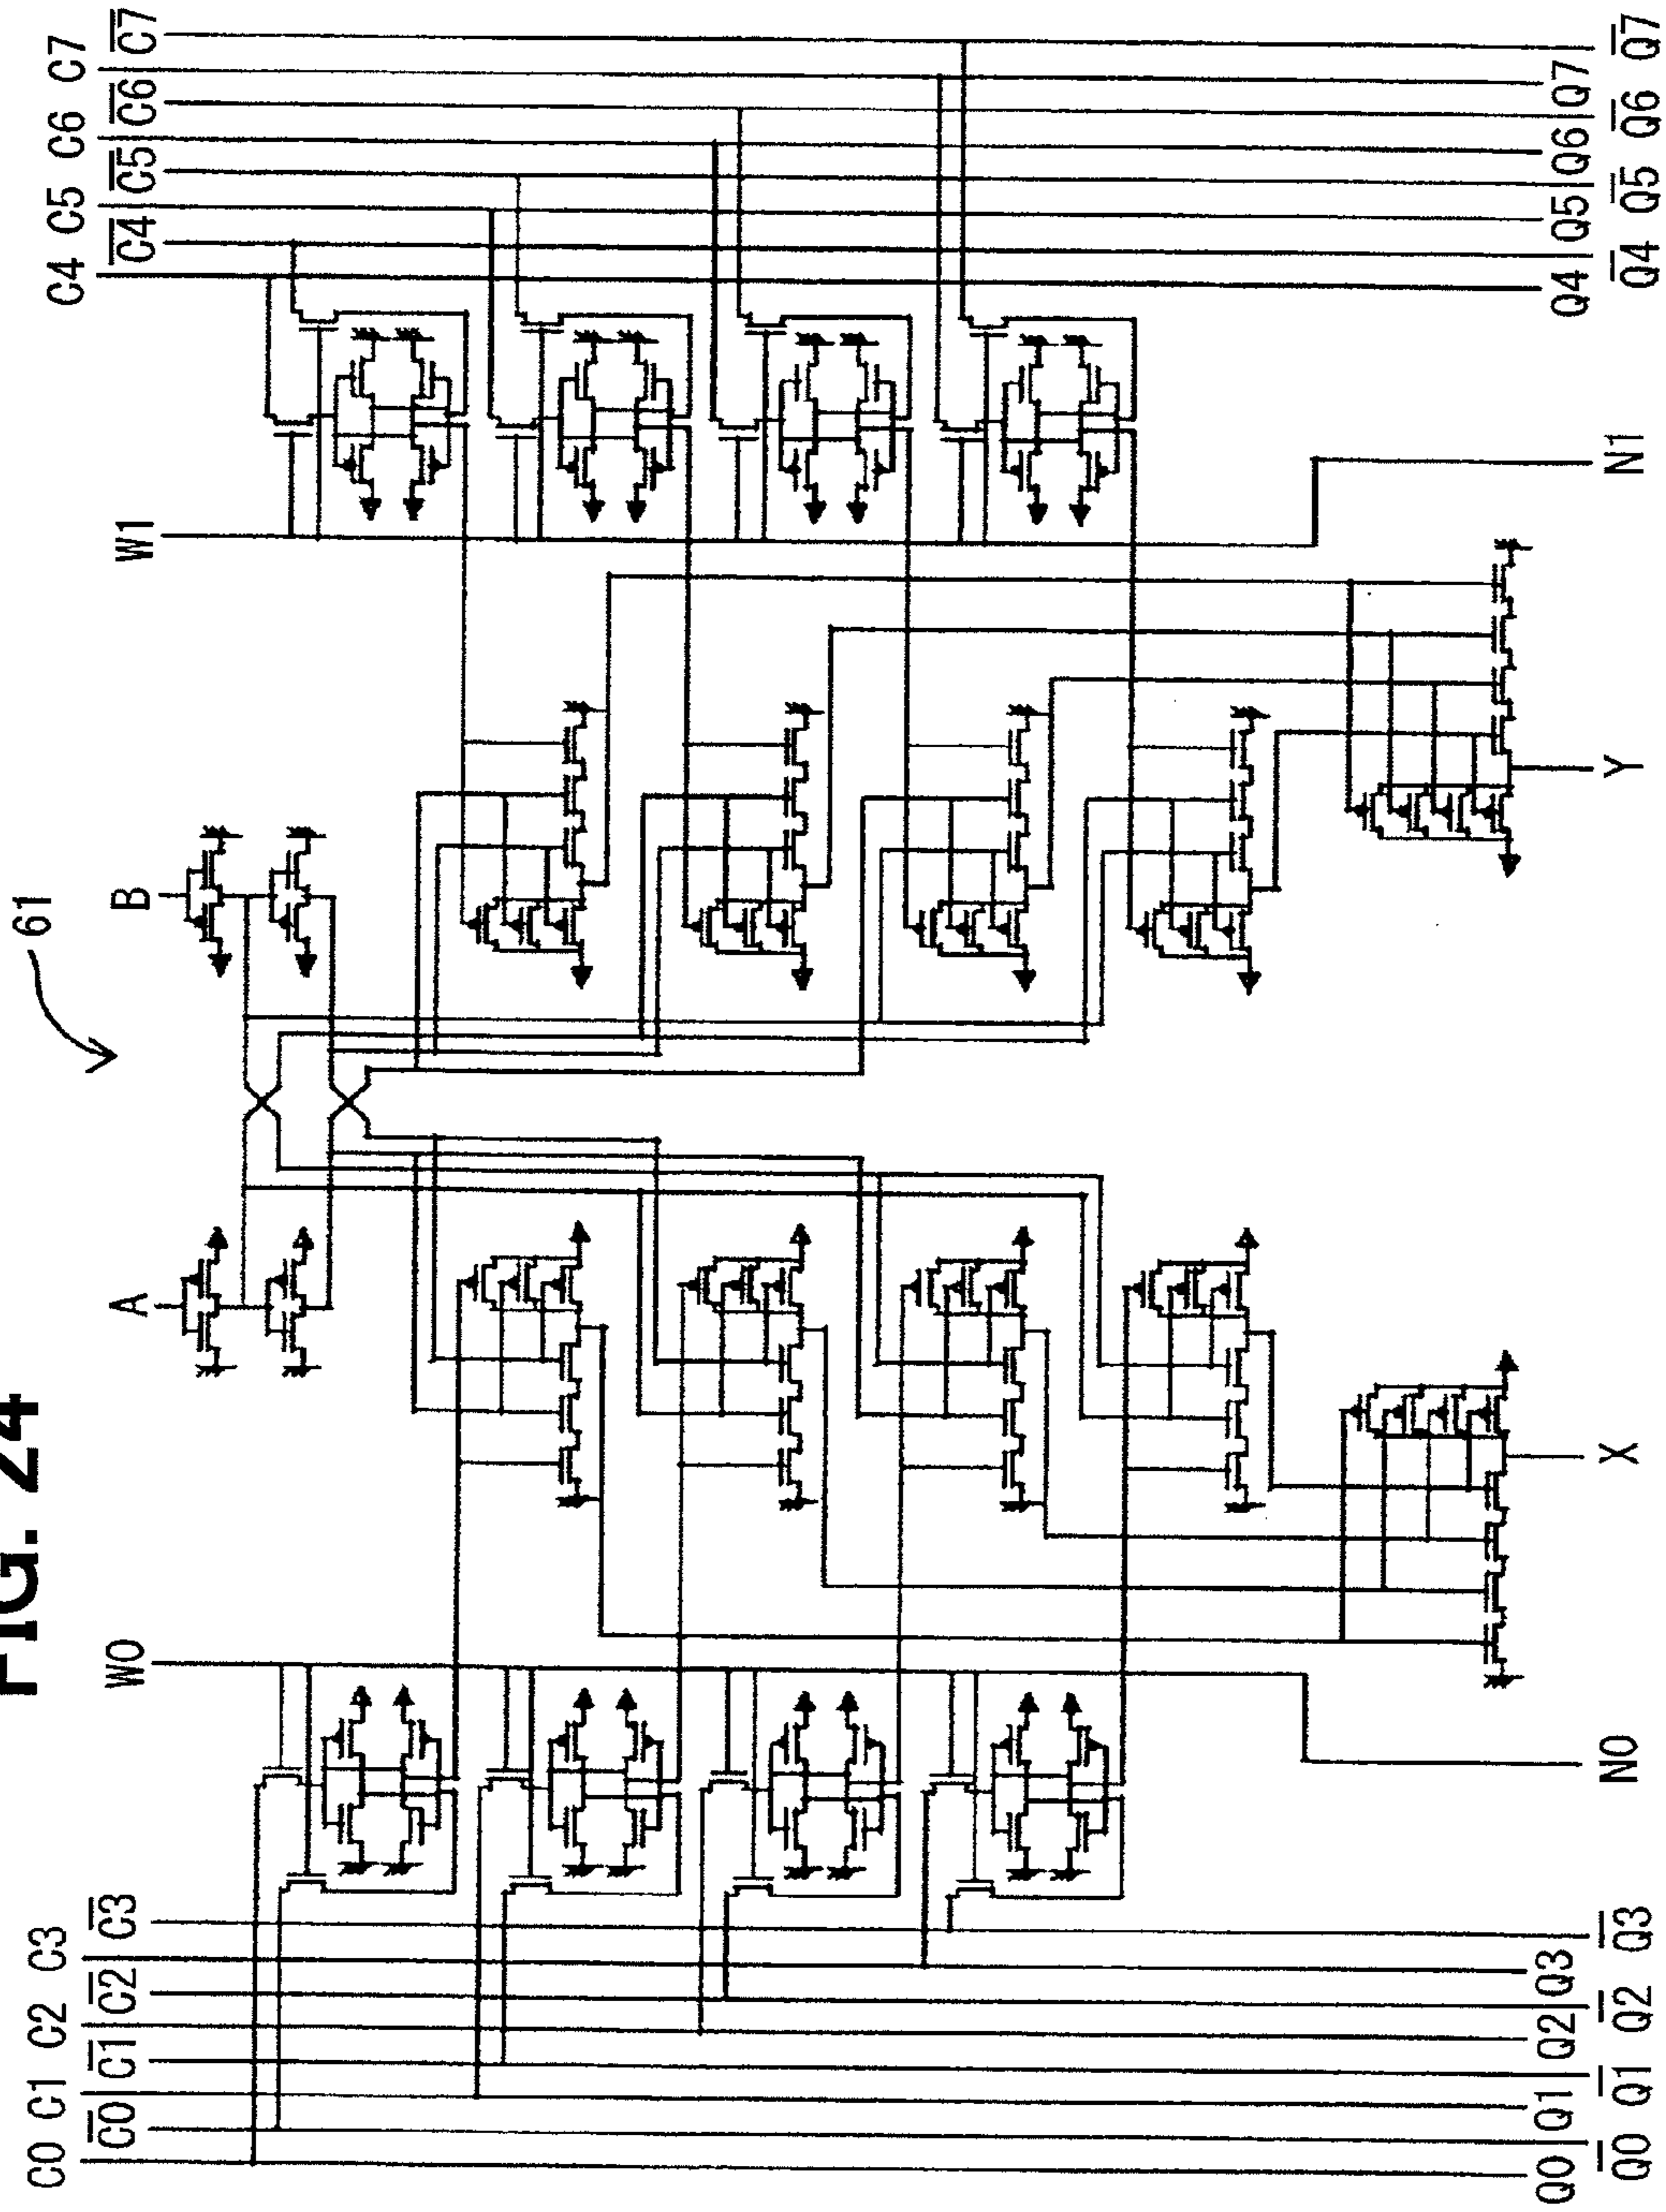 FIG. 24
61
C0 C1 C2 C3 C4 C5 C6 C7
C̅0̅ C̅1̅ C̅2̅ C̅3̅ W0 A B W1 C̅4̅ C̅5̅ C̅6̅ C̅7̅
Q0 Q1 Q2 Q3 Q4 Q5 Q6 Q7
Q̅0̅ Q̅1̅ Q̅2̅ Q̅3̅ N0 X Y N1 Q̅4̅ Q̅5̅ Q̅6̅ Q̅7̅